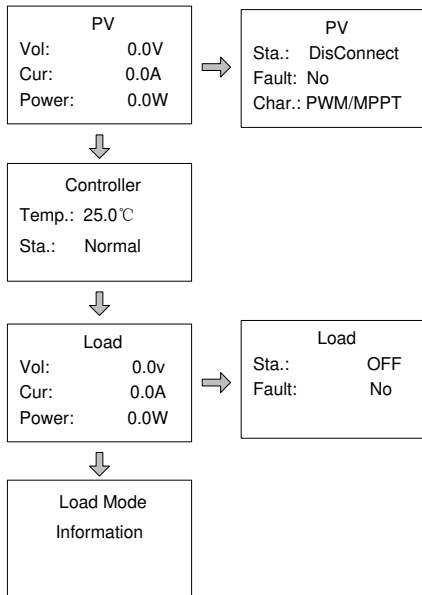 PV
Vol: 0.0V
Cur: 0.0A
Power: 0.0W
PV
Sta.: DisConnect
Fault: No
Char.: PWM/MPPT
Controller
Temp.: 25.0℃
Sta.: Normal
Load
Vol: 0.0v
Cur: 0.0A
Power: 0.0W
Load
Sta.: OFF
Fault: No
Load Mode
Information